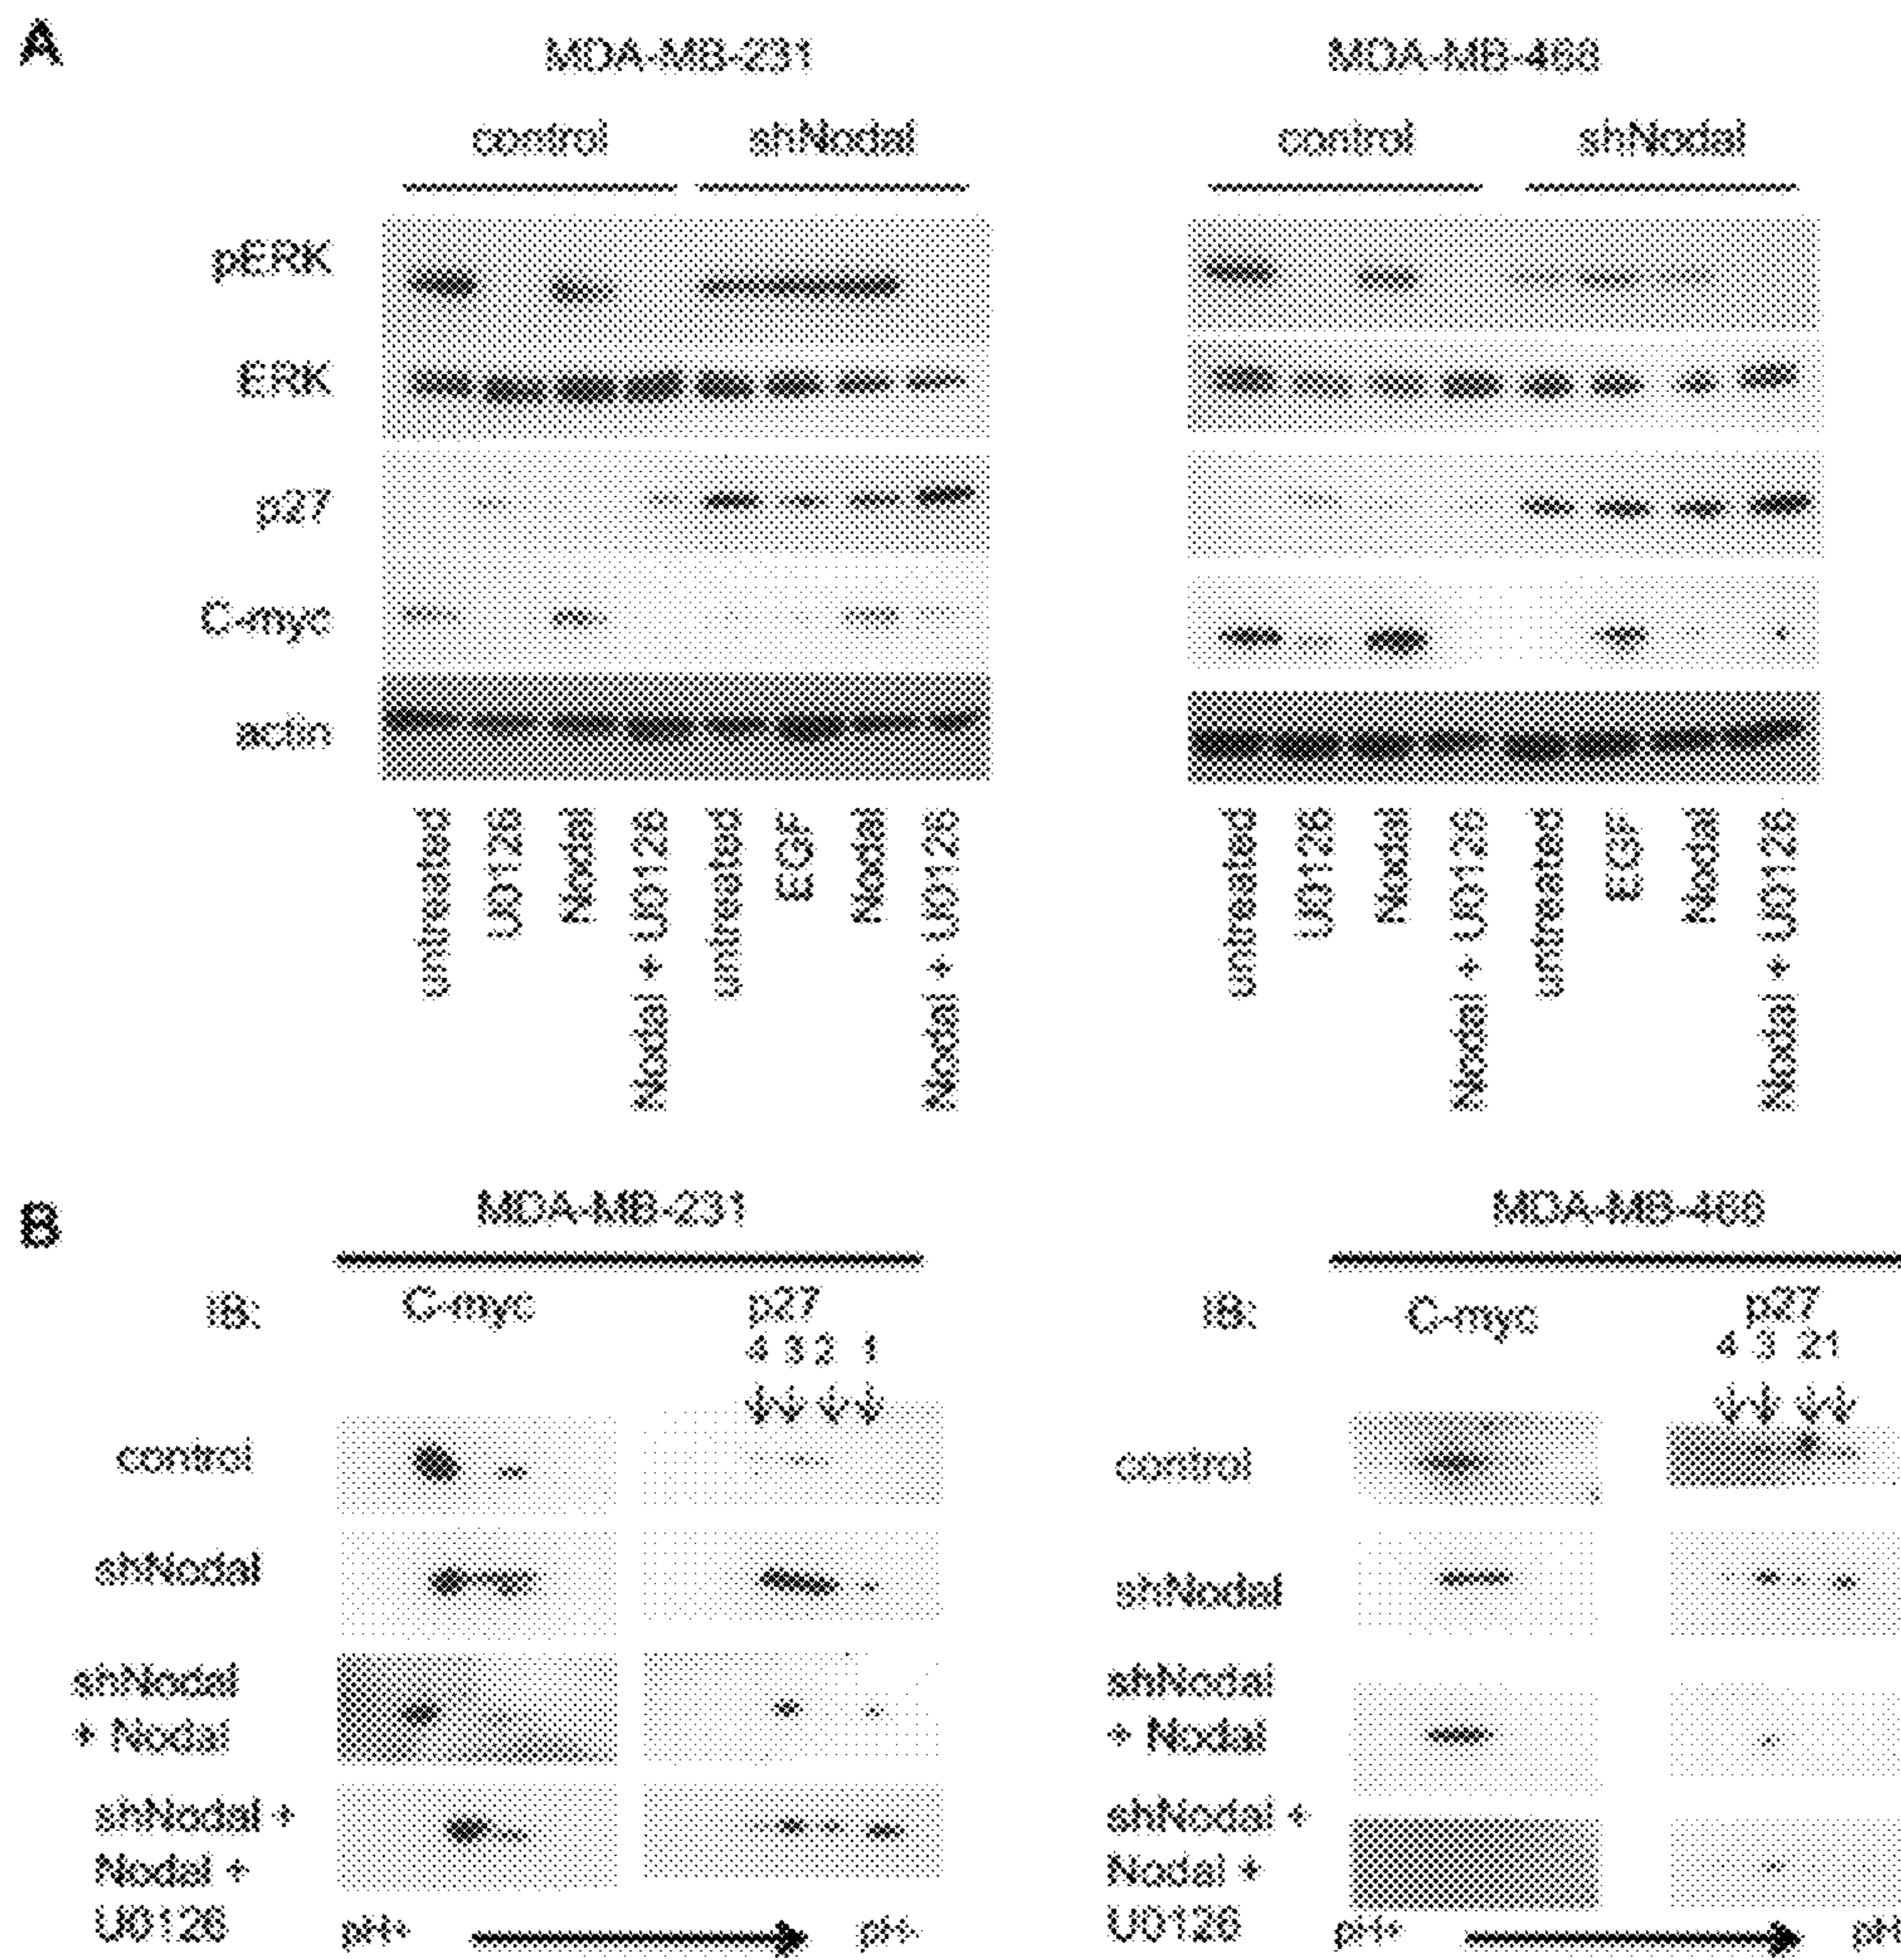 A
MDA-MB-231 MDA-MB-468
control shNodal control shNodal
pERK
ERK
p27
C-myc
actin
untreated
U0126
Nodal
Nodal + U0126
untreated
EGF
Nodal
Nodal + U0126
untreated
U0126
Nodal
Nodal + U0126
untreated
EGF
Nodal
Nodal + U0126
B
MDA-MB-231 MDA-MB-468
IB: C-myc p27 IB: C-myc p27
4 3 2 1 4 3 2 1
control control
shNodal shNodal
shNodal shNodal
+ Nodal + Nodal
shNodal + shNodal +
Nodal + Nodal +
U0126 U0126
pH+ pH- pH+